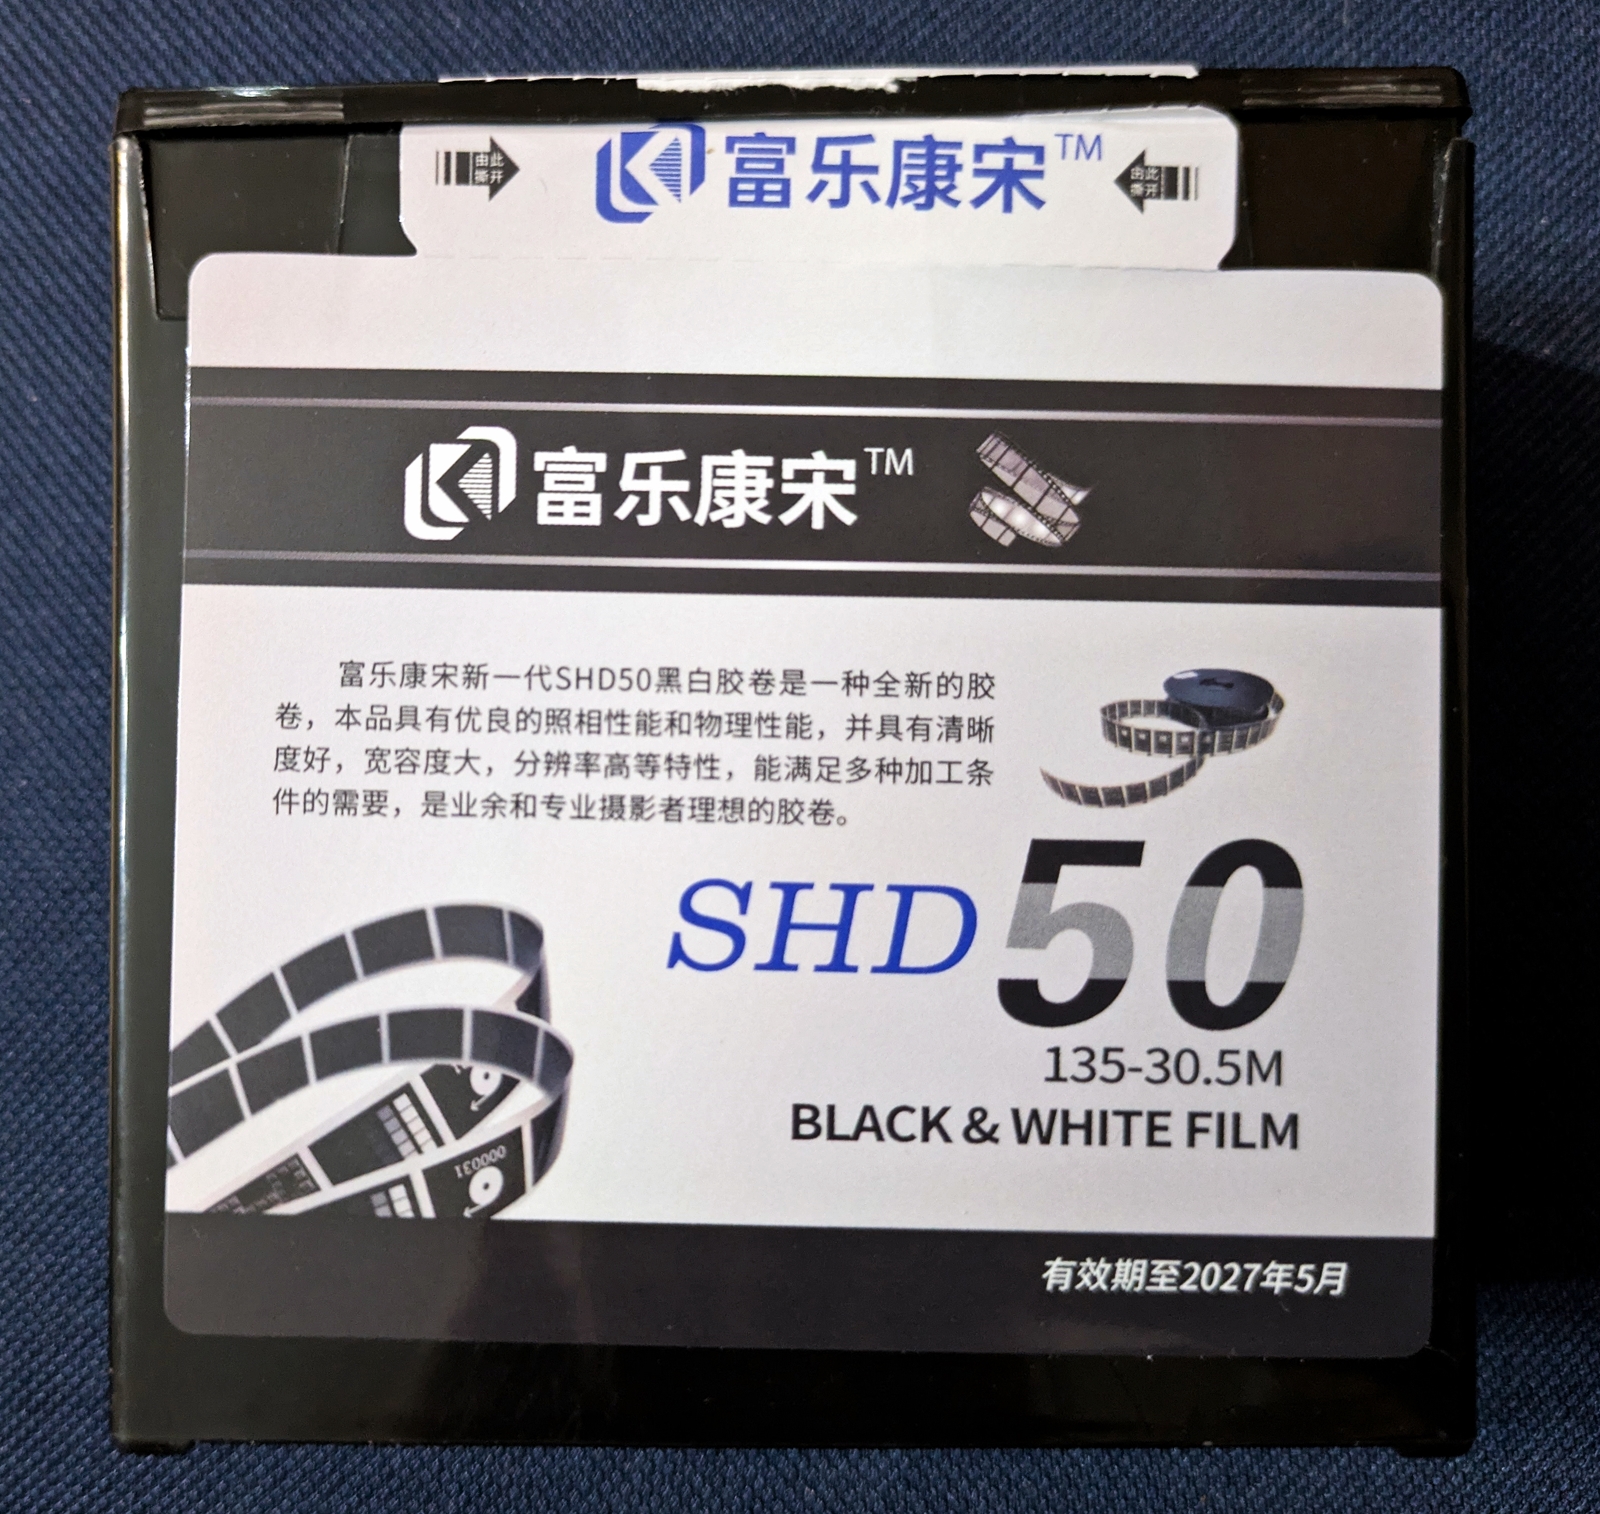 由此
撕开
富乐康宋TM
由此
撕开
富乐康宋TM
富乐康宋新一代SHD50黑白胶卷是一种全新的胶
卷，本品具有优良的照相性能和物理性能，并具有清晰
度好，宽容度大，分辨率高等特性，能满足多种加工条
件的需要，是业余和专业摄影者理想的胶卷。
SHD50
135-30.5M
BLACK & WHITE FILM
000031
有效期至2027年5月